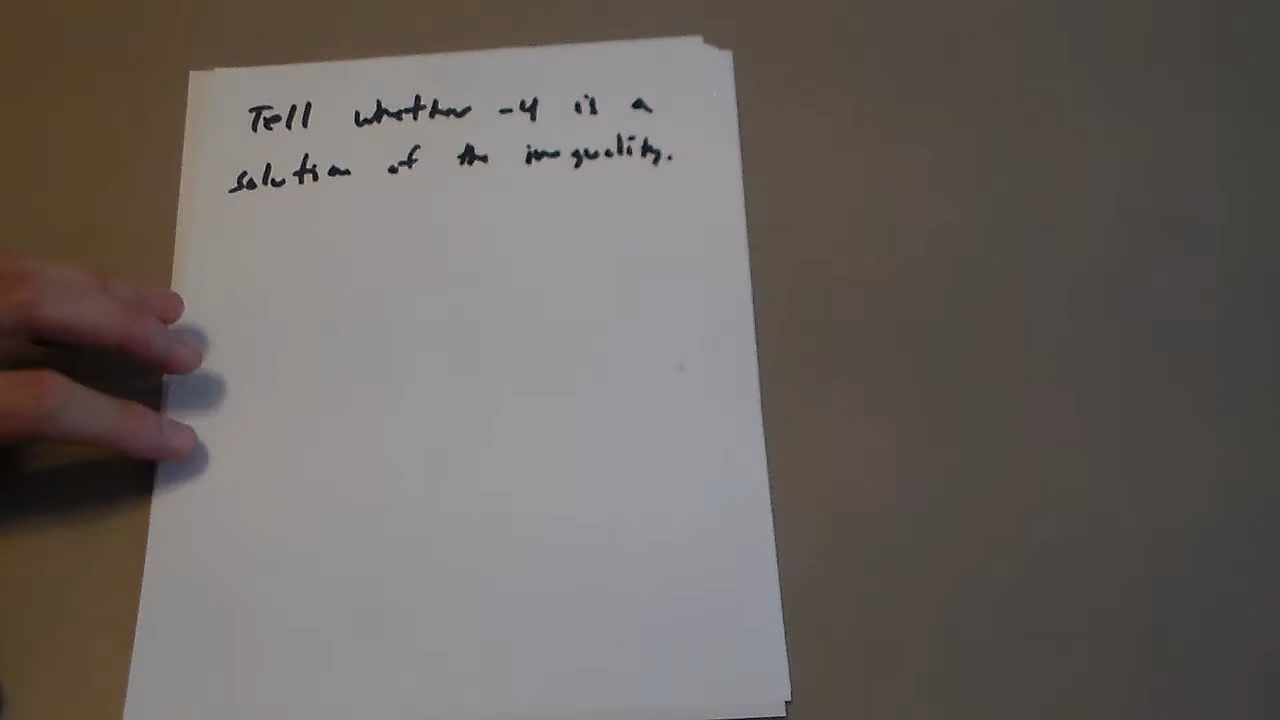 Tell whether -4 is a
solution of the inequality.